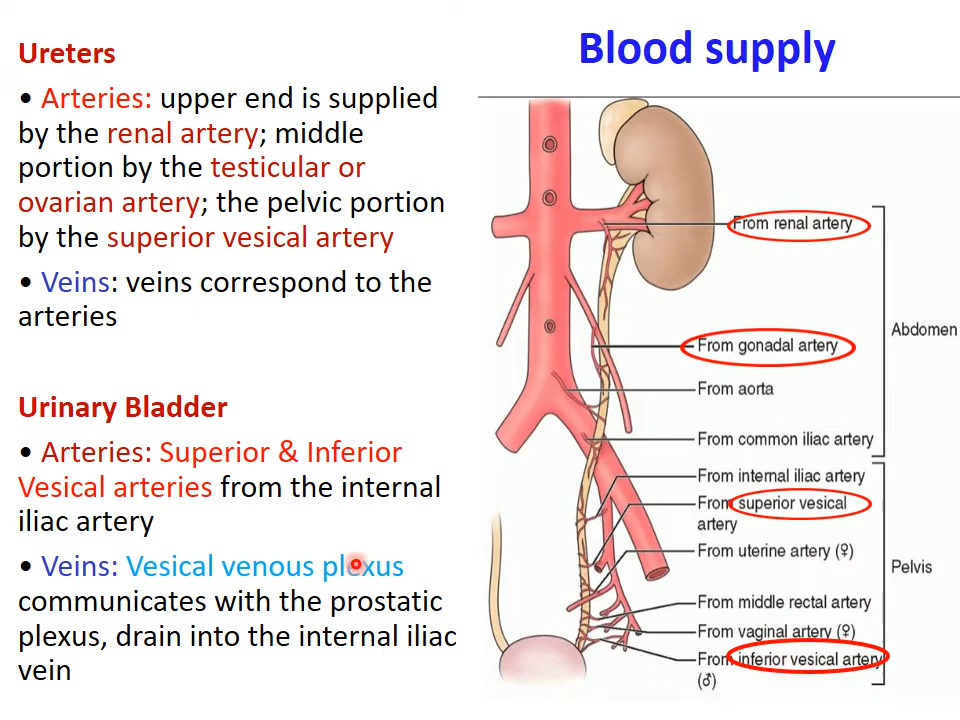 Blood supply
Ureters
• Arteries: upper end is supplied
by the renal artery; middle
portion by the testicular or
ovarian artery; the pelvic portion
by the superior vesical artery
• Veins: veins correspond to the
arteries
Urinary Bladder
• Arteries: Superior & Inferior
Vesical arteries from the internal
iliac artery
• Veins: Vesical venous plexus
communicates with the prostatic
plexus, drain into the internal iliac
vein
From renal artery
From gonadal artery
From aorta
From common iliac artery
Abdomen
From internal iliac artery
From superior vesical
artery
From uterine artery (♀)
From middle rectal artery
From vaginal artery (♀)
From inferior vesical artery
(♂)
Pelvis